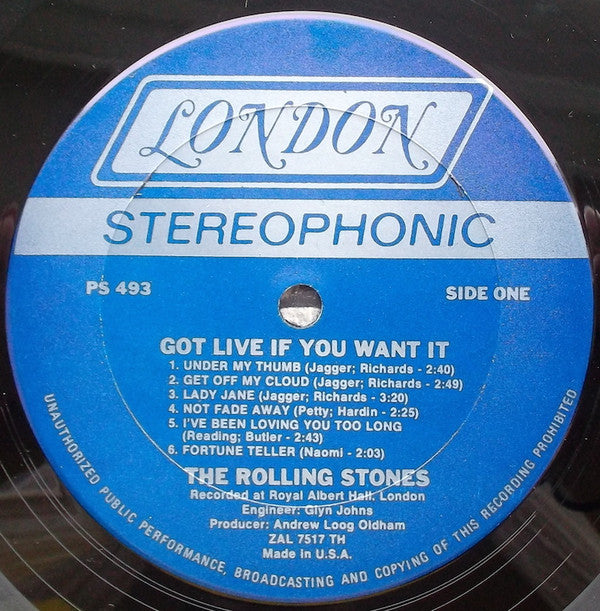 LONDON
STEREOPHONIC
PS 493
SIDE ONE
GOT LIVE IF YOU WANT IT
1. UNDER MY THUMB (Jagger; Richards - 2:40)
2. GET OFF MY CLOUD (Jagger; Richards - 2:49)
3. LADY JANE (Jagger; Richards - 3:20)
4. NOT FADE AWAY (Petty; Hardin - 2:25)
5. I'VE BEEN LOVING YOU TOO LONG
(Reading; Butler - 2:43)
6. FORTUNE TELLER (Naomi - 2:03)
THE ROLLING STONES
Recorded at Royal Albert Hall. London
Engineer: Glyn Johns
Producer: Andrew Loog Oldham
ZAL 7517 TH
Made in U.S.A.
UNAUTHORIZED PUBLIC PERFORMANCE, BROADCASTING AND COPYING OF THIS RECORDING PROHIBITED